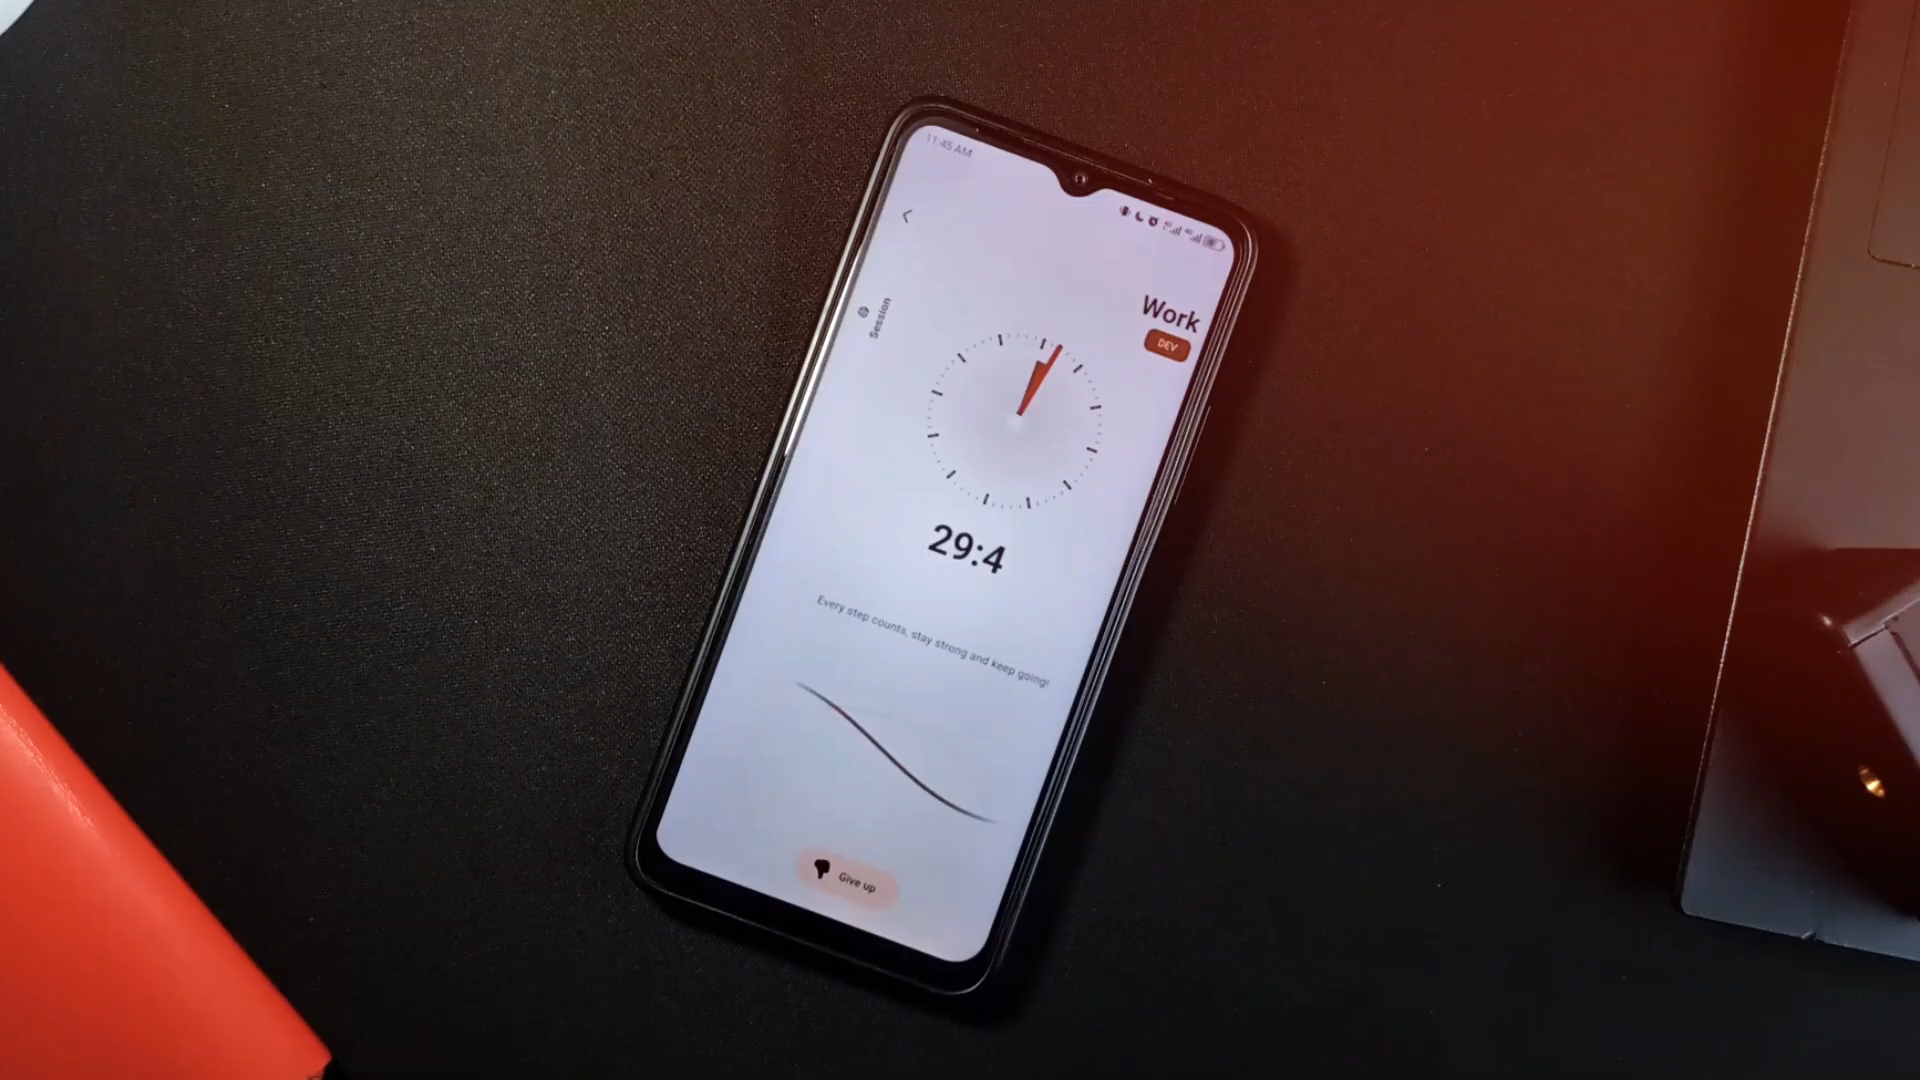 11:45 AM
Session
Work
DEV
29:4
Every step counts, stay strong and keep going!
Give up